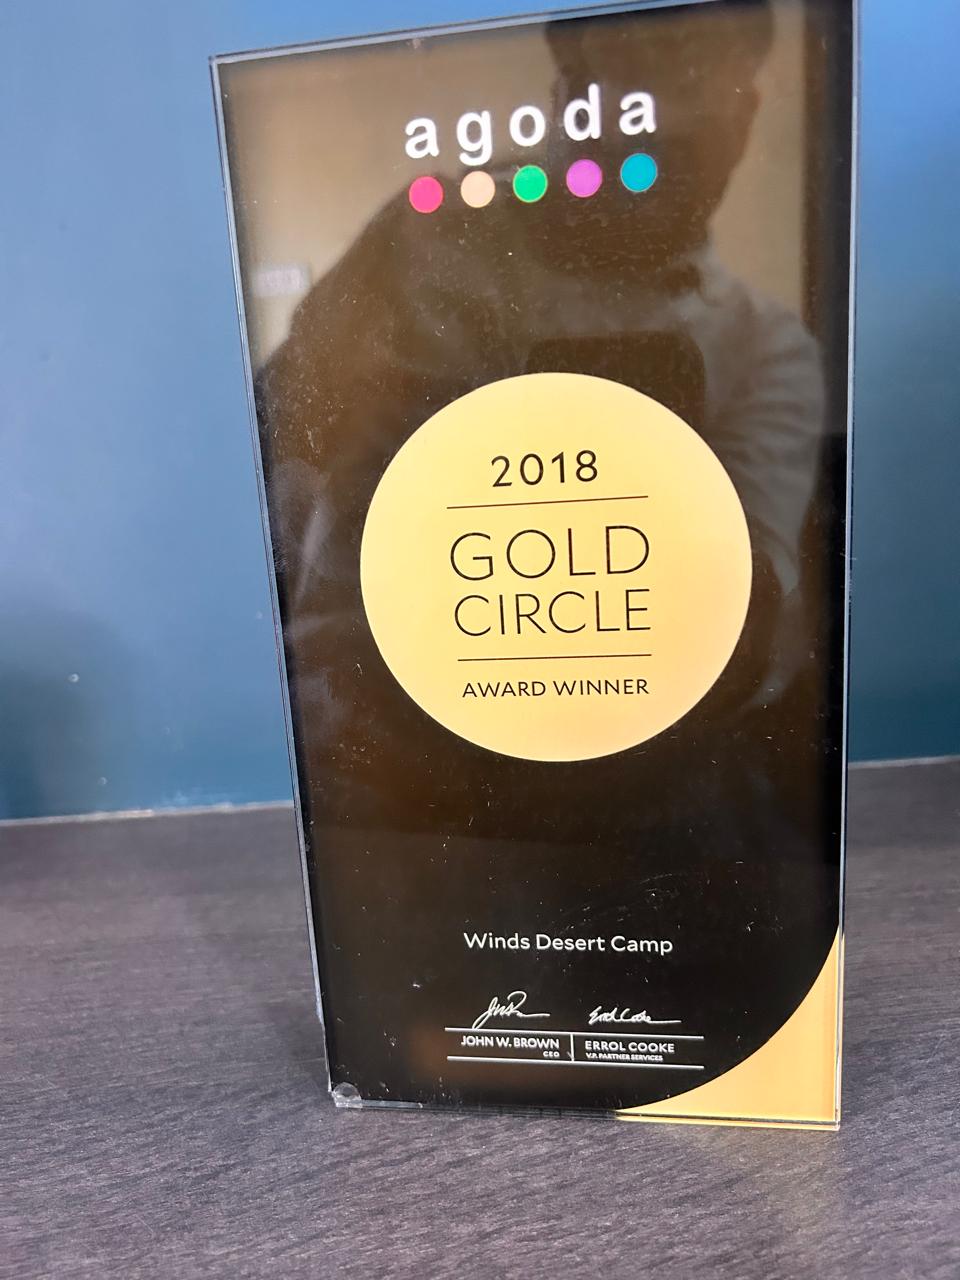 agoda
2018
GOLD
CIRCLE
AWARD WINNER
Winds Desert Camp
JOHN W. BROWN
CEO
ERROL COOKE
V.P. PARTNER SERVICES